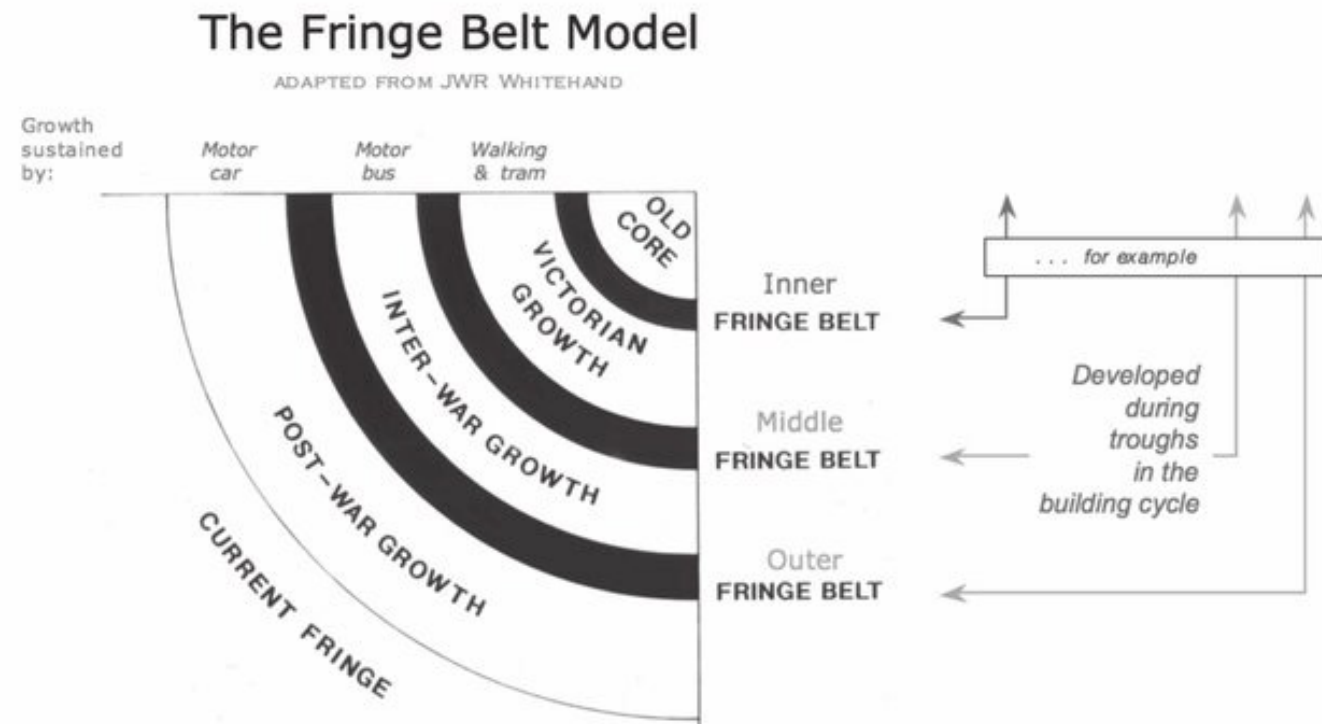 The Fringe Belt Model
ADAPTED FROM JWR WHITEHAND
Growth
sustained
by:
Motor
car
Motor
bus
Walking
& tram
OLD
CORE
VICTORIAN
GROWTH
INTER-WAR GROWTH
POST-WAR GROWTH
CURRENT FRINGE
Inner
FRINGE BELT
Middle
FRINGE BELT
Outer
FRINGE BELT
. . . for example
Developed
during
troughs
in the
building cycle